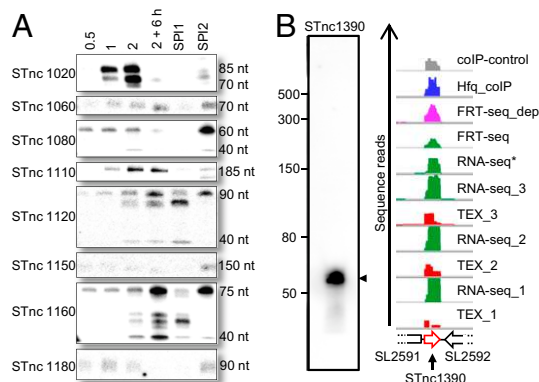 A
0.5
1
2
2 + 6 h
SPI1
SPI2
STnc 1020
85 nt
70 nt
STnc 1060
70 nt
STnc 1080
60 nt
40 nt
STnc 1110
185 nt
STnc 1120
90 nt
40 nt
STnc 1150
150 nt
STnc 1160
75 nt
40 nt
STnc 1180
90 nt
B
STnc1390
500
300
150
80
50
Sequence reads
coIP-control
Hfq_coIP
FRT-seq_dep
FRT-seq
RNA-seq*
RNA-seq_3
TEX_3
RNA-seq_2
TEX_2
RNA-seq_1
TEX_1
SL2591
SL2592
STnc1390